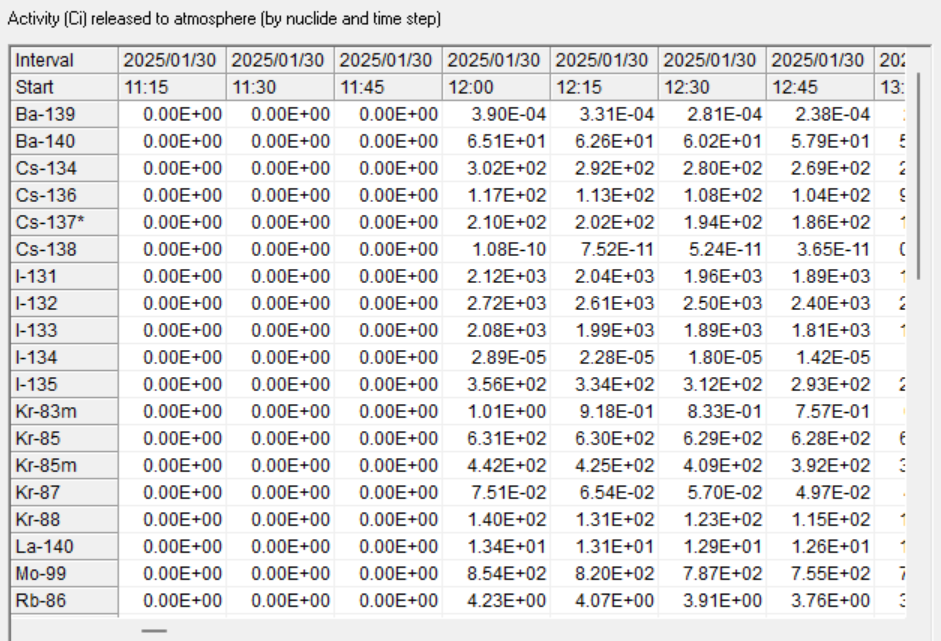 Activity (Ci) released to atmosphere (by nuclide and time step)
Interval 2025/01/30 2025/01/30 2025/01/30 2025/01/30 2025/01/30 2025/01/30 2025/01/30
Start 11:15 11:30 11:45 12:00 12:15 12:30 12:45
Ba-139 0.00E+00 0.00E+00 0.00E+00 3.90E-04 3.31E-04 2.81E-04 2.38E-04
Ba-140 0.00E+00 0.00E+00 0.00E+00 6.51E+01 6.26E+01 6.02E+01 5.79E+01
Cs-134 0.00E+00 0.00E+00 0.00E+00 3.02E+02 2.92E+02 2.80E+02 2.69E+02
Cs-136 0.00E+00 0.00E+00 0.00E+00 1.17E+02 1.13E+02 1.08E+02 1.04E+02
Cs-137* 0.00E+00 0.00E+00 0.00E+00 2.10E+02 2.02E+02 1.94E+02 1.86E+02
Cs-138 0.00E+00 0.00E+00 0.00E+00 1.08E-10 7.52E-11 5.24E-11 3.65E-11
I-131 0.00E+00 0.00E+00 0.00E+00 2.12E+03 2.04E+03 1.96E+03 1.89E+03
I-132 0.00E+00 0.00E+00 0.00E+00 2.72E+03 2.61E+03 2.50E+03 2.40E+03
I-133 0.00E+00 0.00E+00 0.00E+00 2.08E+03 1.99E+03 1.89E+03 1.81E+03
I-134 0.00E+00 0.00E+00 0.00E+00 2.89E-05 2.28E-05 1.80E-05 1.42E-05
I-135 0.00E+00 0.00E+00 0.00E+00 3.56E+02 3.34E+02 3.12E+02 2.93E+02
Kr-83m 0.00E+00 0.00E+00 0.00E+00 1.01E+00 9.18E-01 8.33E-01 7.57E-01
Kr-85 0.00E+00 0.00E+00 0.00E+00 6.31E+02 6.30E+02 6.29E+02 6.28E+02
Kr-85m 0.00E+00 0.00E+00 0.00E+00 4.42E+02 4.25E+02 4.09E+02 3.92E+02
Kr-87 0.00E+00 0.00E+00 0.00E+00 7.51E-02 6.54E-02 5.70E-02 4.97E-02
Kr-88 0.00E+00 0.00E+00 0.00E+00 1.40E+02 1.31E+02 1.23E+02 1.15E+02
La-140 0.00E+00 0.00E+00 0.00E+00 1.34E+01 1.31E+01 1.29E+01 1.26E+01
Mo-99 0.00E+00 0.00E+00 0.00E+00 8.54E+02 8.20E+02 7.87E+02 7.55E+02
Rb-86 0.00E+00 0.00E+00 0.00E+00 4.23E+00 4.07E+00 3.91E+00 3.76E+00